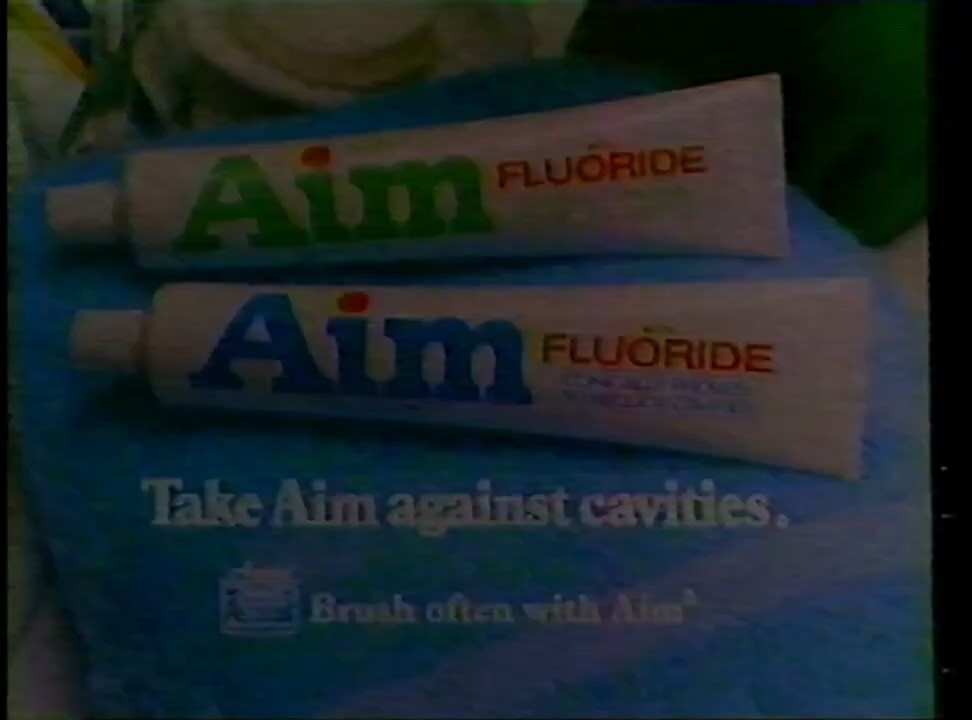 Aim FLUORIDE
Aim FLUORIDE
Take Aim against cavities.
Brush often with Aim®